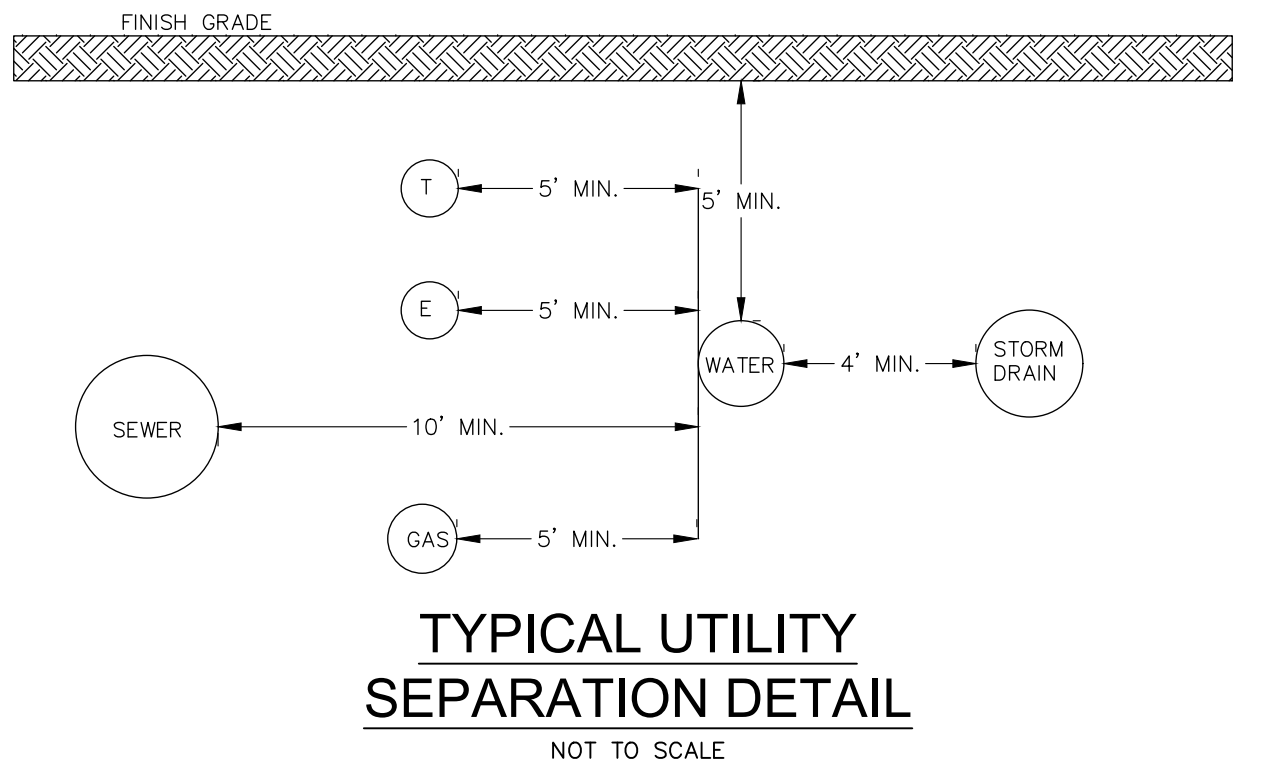 FINISH GRADE
T
5' MIN.
5' MIN.
E
5' MIN.
WATER
4' MIN.
STORM
DRAIN
SEWER
10' MIN.
GAS
5' MIN.
TYPICAL UTILITY
SEPARATION DETAIL
NOT TO SCALE